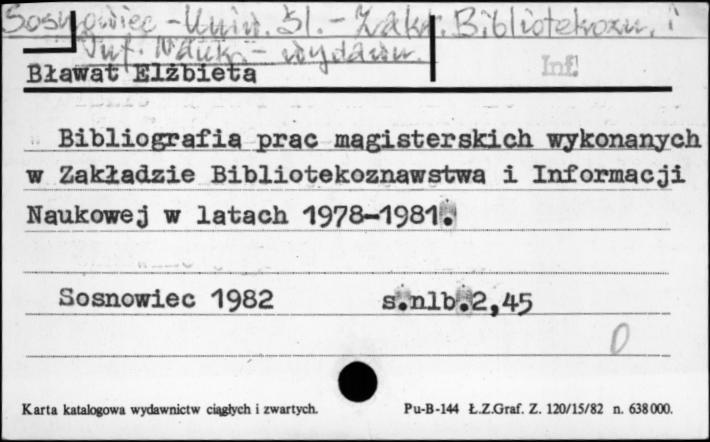 Sosnowiec - Uniw. Śl. - Zakł. Bibliotekozn. i
Inf. Nauk. - wydawn.
Bławat Elżbieta
Inf.
Bibliografia prac magisterskich wykonanych
w Zakładzie Bibliotekoznawstwa i Informacji
Naukowej w latach 1978-1981.
Sosnowiec 1982 s.nlb.2,45
0
Karta katalogowa wydawnictw ciągłych i zwartych. Pu-B-144 Ł.Z.Graf. Z. 120/15/82 n. 638000.